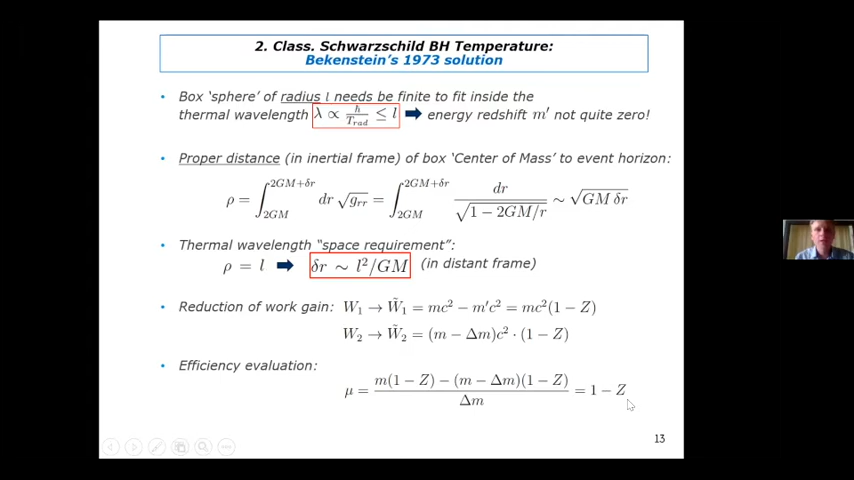 2. Class. Schwarzschild BH Temperature:
Bekenstein's 1973 solution
• Box 'sphere' of radius l needs be finite to fit inside the
thermal wavelength λ ∝ ℏ/T_rad ≤ l ➡ energy redshift m′ not quite zero!
• Proper distance (in inertial frame) of box 'Center of Mass' to event horizon:
ρ = ∫_{2GM}^{2GM+δr} dr √g_rr = ∫_{2GM}^{2GM+δr} dr/√(1 − 2GM/r) ∼ √(GM δr)
• Thermal wavelength "space requirement":
ρ = l ➡ δr ∼ l²/GM (in distant frame)
• Reduction of work gain: W₁ → W̃₁ = mc² − m′c² = mc²(1 − Z)
W₂ → W̃₂ = (m − Δm)c² · (1 − Z)
• Efficiency evaluation:
μ = (m(1 − Z) − (m − Δm)(1 − Z))/Δm = 1 − Z
13